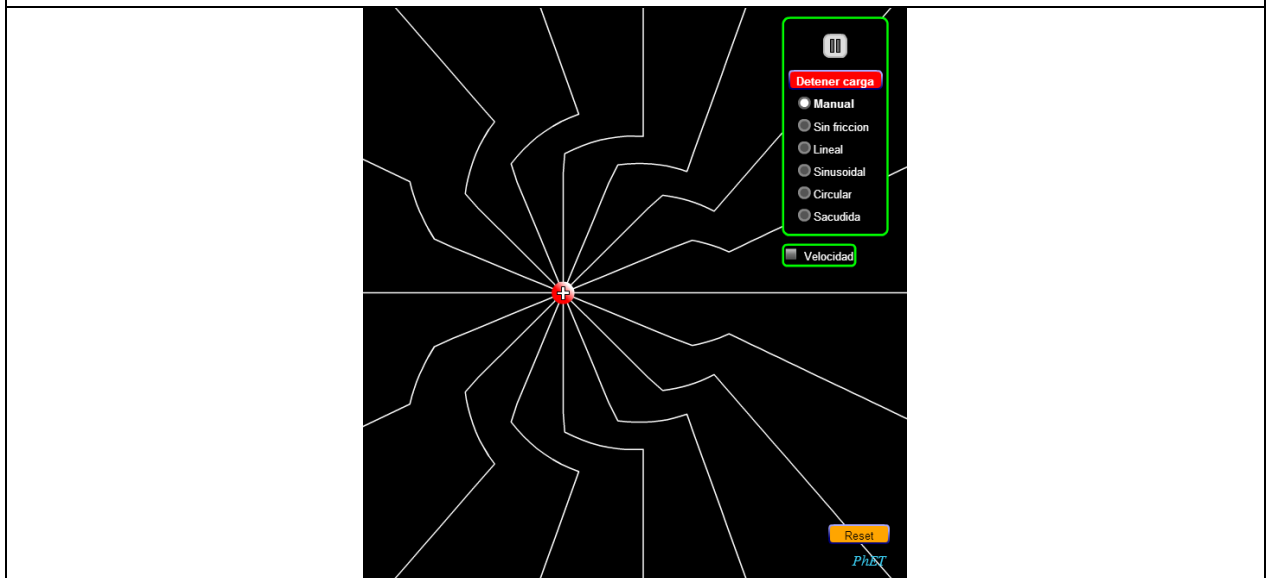 Detener carga
Manual
Sin friccion
Lineal
Sinusoidal
Circular
Sacudida
Velocidad
Reset
PhET